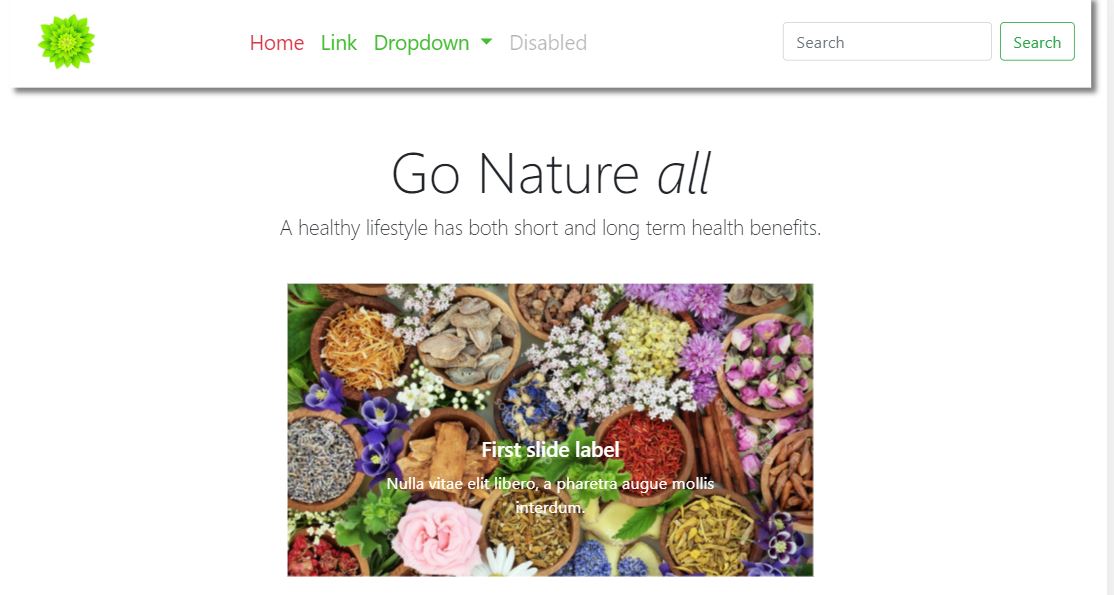 Home Link Dropdown Disabled Search Search
Go Nature all
A healthy lifestyle has both short and long term health benefits.
First slide label
Nulla vitae elit libero, a pharetra augue mollis
interdum.